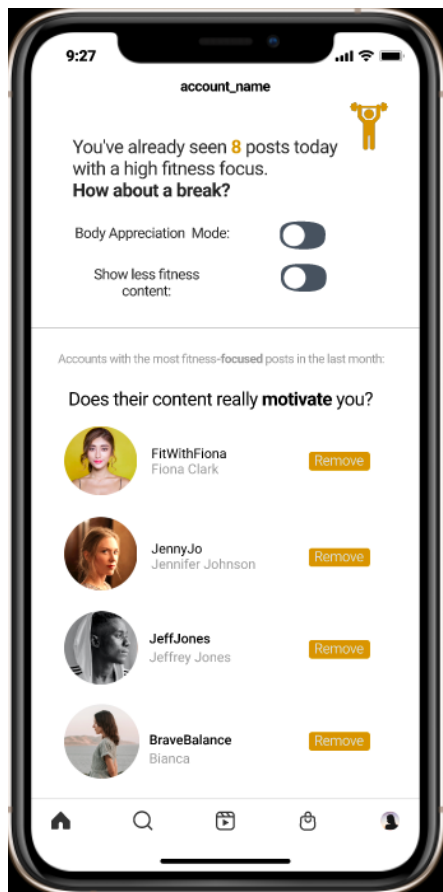 9:27
account_name
You've already seen 8 posts today
with a high fitness focus.
How about a break?
Body Appreciation Mode:
Show less fitness
content:
Accounts with the most fitness-focused posts in the last month:
Does their content really motivate you?
FitWithFiona
Fiona Clark
Remove
JennyJo
Jennifer Johnson
Remove
JeffJones
Jeffrey Jones
Remove
BraveBalance
Bianca
Remove